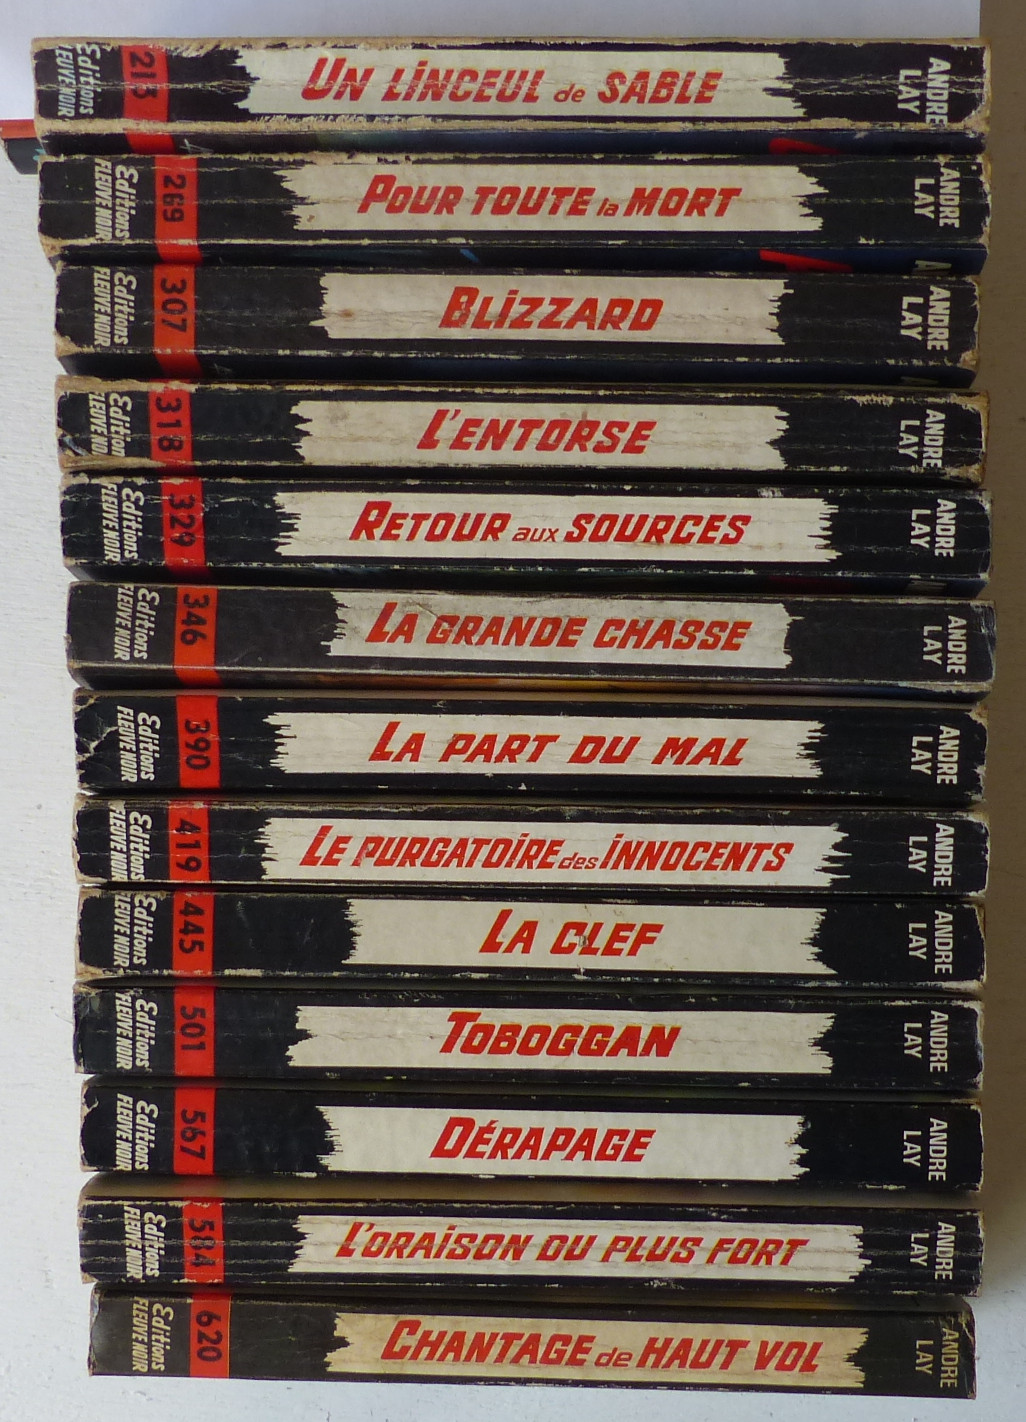 Editions
FLEUVE NOIR
213
UN LINCEUL de SABLE
ANDRE
LAY
Editions
FLEUVE NOIR
269
POUR TOUTE la MORT
ANDRE
LAY
Editions
FLEUVE NOIR
307
BLIZZARD
ANDRE
LAY
Edition
LEUVE NO
318
L'ENTORSE
ANDRE
LAY
Editions
FLEUVE NOIR
329
RETOUR aux SOURCES
ANDRE
LAY
Editions
FLEUVE NOIR
346
LA GRANDE CHASSE
ANDRE
LAY
Editions
FLEUVE NOIR
390
LA PART DU MAL
ANDRE
LAY
Editions
FLEUVE NOIR
419
LE PURGATOIRE des INNOCENTS
ANDRE
LAY
Editions
FLEUVE NOIR
445
LA CLEF
ANDRE
LAY
Editions
FLEUVE NOIR
501
TOBOGGAN
ANDRE
LAY
Editions
FLEUVE NOIR
567
DÉRAPAGE
ANDRE
LAY
Editions
FLEUVE NOIR
584
L'ORAISON DU PLUS FORT
ANDRE
LAY
Editions
FLEUVE NOIR
620
CHANTAGE de HAUT VOL
ANDRE
LAY